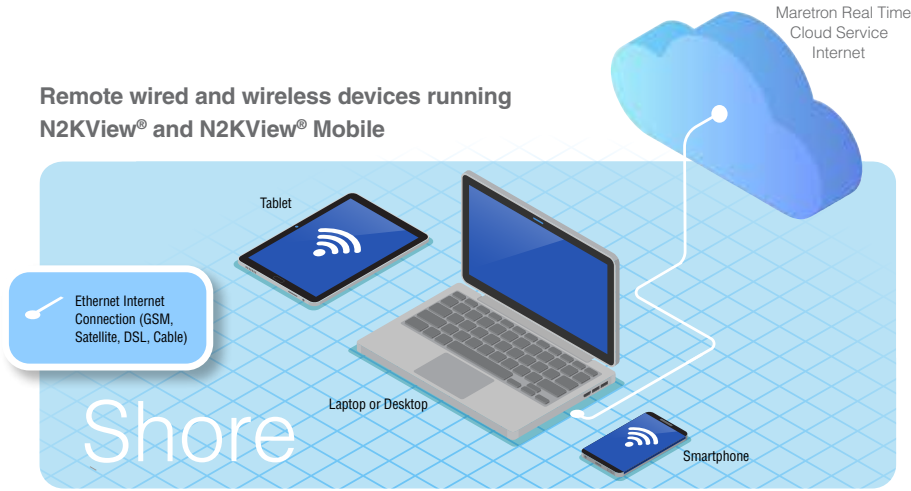 Maretron Real Time
Cloud Service
Internet
Remote wired and wireless devices running
N2KView® and N2KView® Mobile
Tablet
Ethernet Internet
Connection (GSM,
Satellite, DSL, Cable)
Laptop or Desktop
Shore
Smartphone